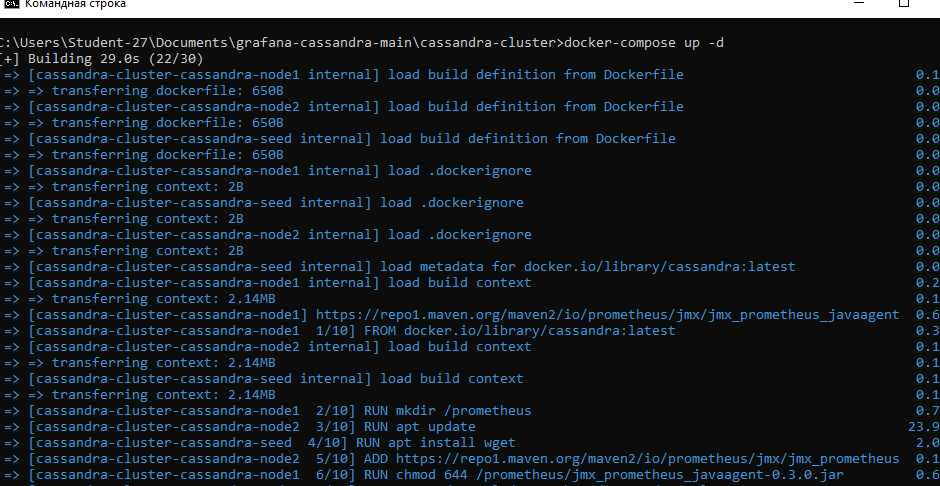 Командная строка
C:\Users\Student-27\Documents\grafana-cassandra-main\cassandra-cluster>docker-compose up -d
[+] Building 29.0s (22/30)
=> [cassandra-cluster-cassandra-node1 internal] load build definition from Dockerfile 0.1
=> => transferring dockerfile: 650B 0.0
=> [cassandra-cluster-cassandra-node2 internal] load build definition from Dockerfile 0.0
=> => transferring dockerfile: 650B 0.0
=> [cassandra-cluster-cassandra-seed internal] load build definition from Dockerfile 0.0
=> => transferring dockerfile: 650B 0.0
=> [cassandra-cluster-cassandra-node1 internal] load .dockerignore 0.0
=> => transferring context: 2B 0.0
=> [cassandra-cluster-cassandra-seed internal] load .dockerignore 0.0
=> => transferring context: 2B 0.0
=> [cassandra-cluster-cassandra-node2 internal] load .dockerignore 0.0
=> => transferring context: 2B 0.0
=> [cassandra-cluster-cassandra-seed internal] load metadata for docker.io/library/cassandra:latest 0.0
=> [cassandra-cluster-cassandra-node1 internal] load build context 0.2
=> => transferring context: 2.14MB 0.1
=> [cassandra-cluster-cassandra-node1] https://repo1.maven.org/maven2/io/prometheus/jmx/jmx_prometheus_javaagent 0.6
=> [cassandra-cluster-cassandra-node1 1/10] FROM docker.io/library/cassandra:latest 0.3
=> [cassandra-cluster-cassandra-node2 internal] load build context 0.1
=> => transferring context: 2.14MB 0.1
=> [cassandra-cluster-cassandra-seed internal] load build context 0.1
=> => transferring context: 2.14MB 0.1
=> [cassandra-cluster-cassandra-node1 2/10] RUN mkdir /prometheus 0.7
=> [cassandra-cluster-cassandra-node2 3/10] RUN apt update 23.9
=> [cassandra-cluster-cassandra-seed 4/10] RUN apt install wget 2.0
=> [cassandra-cluster-cassandra-node2 5/10] ADD https://repo1.maven.org/maven2/io/prometheus/jmx/jmx_prometheus 0.1
=> [cassandra-cluster-cassandra-node1 6/10] RUN chmod 644 /prometheus/jmx_prometheus_javaagent-0.3.0.jar 0.6